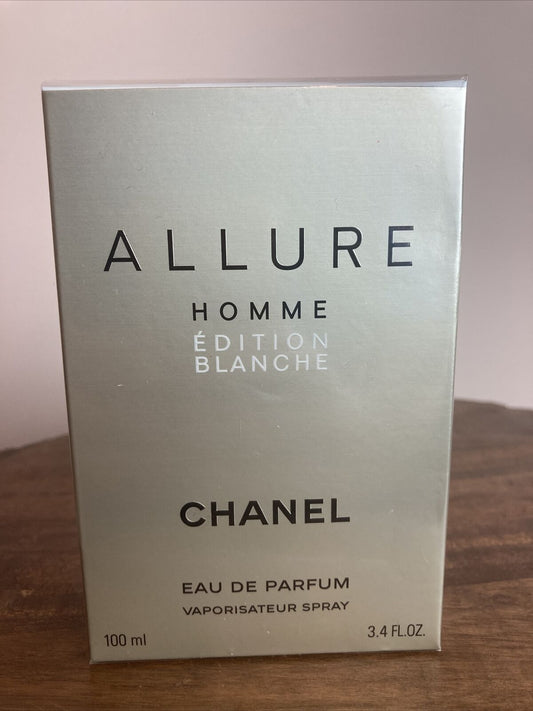 ALLURE
HOMME
ÉDITION
BLANCHE
CHANEL
EAU DE PARFUM
VAPORISATEUR SPRAY
100 ml
3.4 FL.OZ.